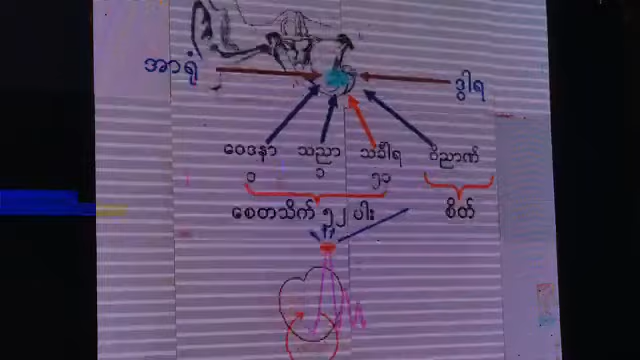 အာရုံ
ဒွါရ
ဝေဒနာ သညာ သင်္ခါရ ဝိညာဏ်
၁ ၅၀
စေတသိက် ၅၂ ပါး စိတ်